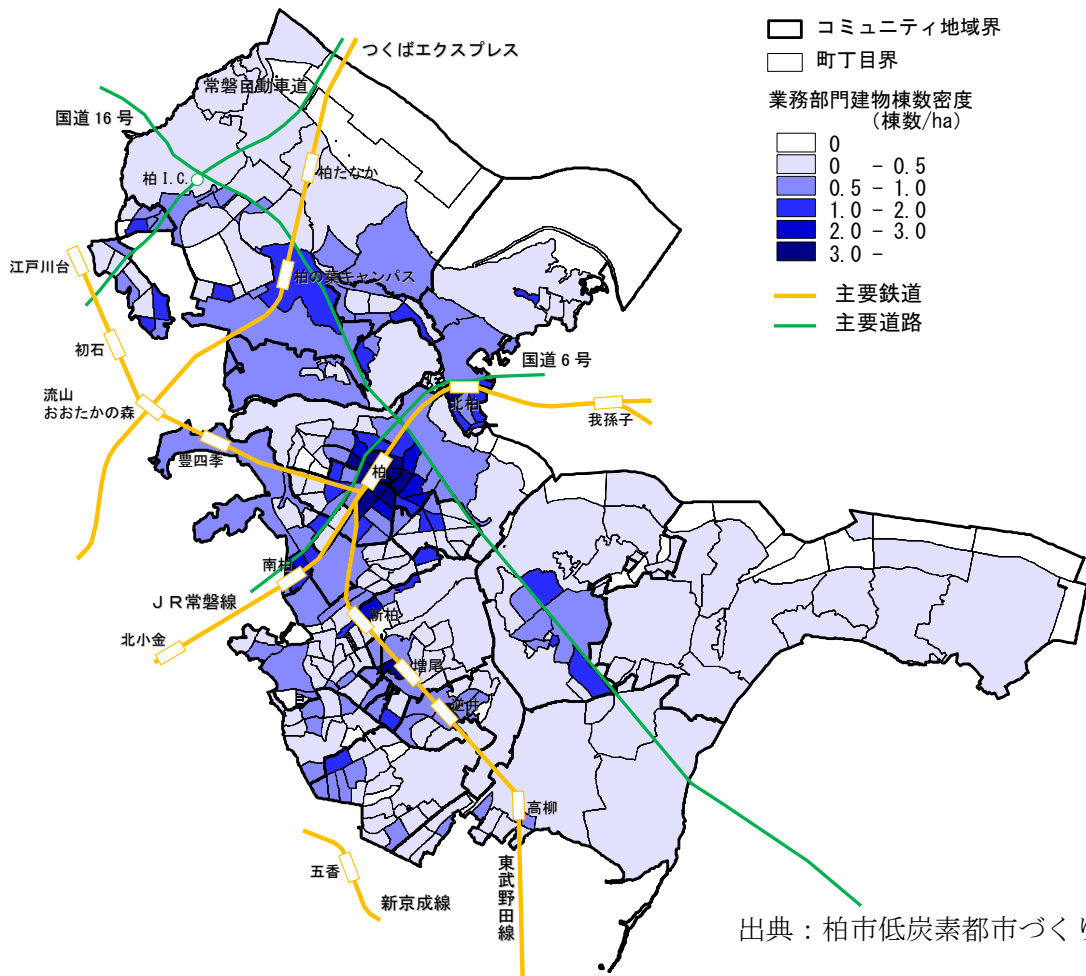 つくばエクスプレス
常磐自動車道
国道16号
柏I.C.
柏たなか
江戸川台
柏の葉キャンパス
初石
国道6号
流山
おおたかの森
北柏
我孫子
豊四季
柏
南柏
JR常磐線
新柏
北小金
増尾
逆井
高柳
五香
新京成線
東武野田線
コミュニティ地域界
町丁目界
業務部門建物棟数密度
(棟数/ha)
0
0 - 0.5
0.5 - 1.0
1.0 - 2.0
2.0 - 3.0
3.0 -
主要鉄道
主要道路
出典：柏市低炭素都市づくり